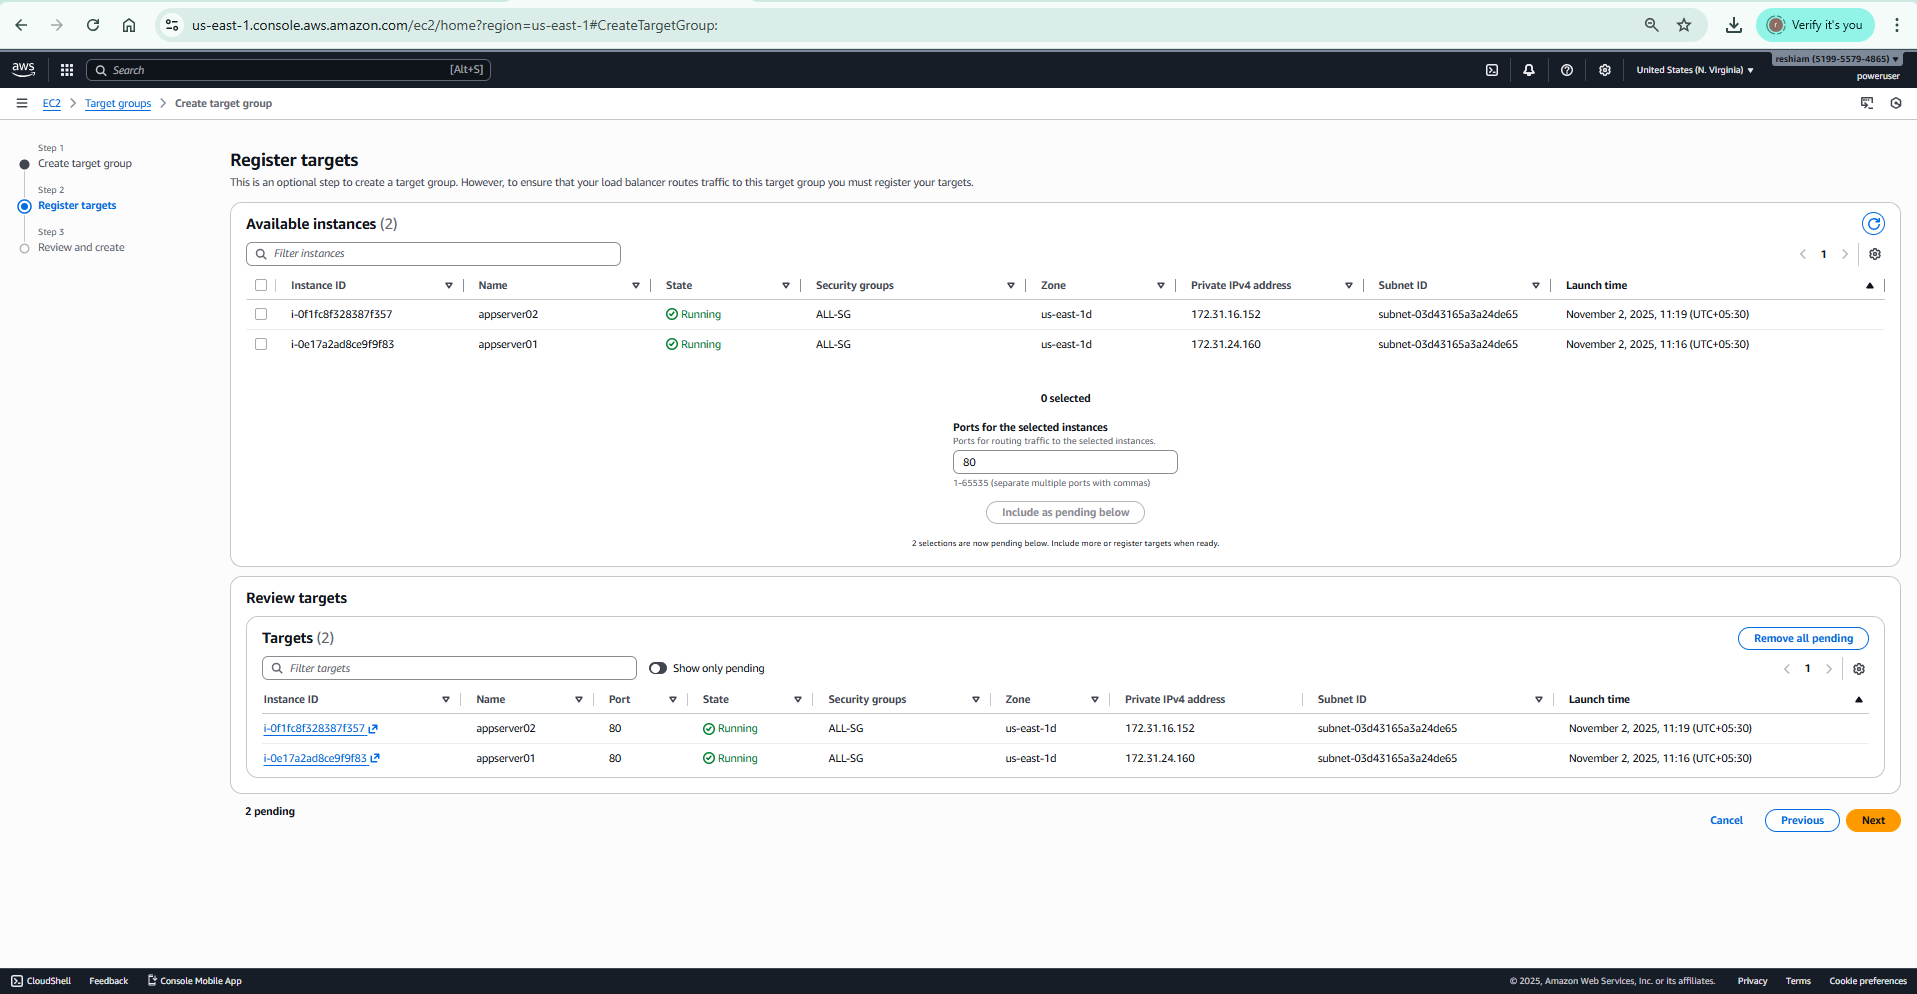 us-east-1.console.aws.amazon.com/ec2/home?region=us-east-1#CreateTargetGroup:
Verify it's you
aws
Search [Alt+S]
United States (N. Virginia)
reshiam (5199-5579-4865)
poweruser
EC2 > Target groups > Create target group
Step 1
Create target group
Step 2
Register targets
Step 3
Review and create
Register targets
This is an optional step to create a target group. However, to ensure that your load balancer routes traffic to this target group you must register your targets.
Available instances (2)
Filter instances
1
Instance ID Name State Security groups Zone Private IPv4 address Subnet ID Launch time
i-0f1fc8f328387f357 appserver02 Running ALL-SG us-east-1d 172.31.16.152 subnet-03d43165a3a24de65 November 2, 2025, 11:19 (UTC+05:30)
i-0e17a2ad8ce9f9f83 appserver01 Running ALL-SG us-east-1d 172.31.24.160 subnet-03d43165a3a24de65 November 2, 2025, 11:16 (UTC+05:30)
0 selected
Ports for the selected instances
Ports for routing traffic to the selected instances.
80
1-65535 (separate multiple ports with commas)
Include as pending below
2 selections are now pending below. Include more or register targets when ready.
Review targets
Targets (2)
Remove all pending
Filter targets
Show only pending
1
Instance ID Name Port State Security groups Zone Private IPv4 address Subnet ID Launch time
i-0f1fc8f328387f357 appserver02 80 Running ALL-SG us-east-1d 172.31.16.152 subnet-03d43165a3a24de65 November 2, 2025, 11:19 (UTC+05:30)
i-0e17a2ad8ce9f9f83 appserver01 80 Running ALL-SG us-east-1d 172.31.24.160 subnet-03d43165a3a24de65 November 2, 2025, 11:16 (UTC+05:30)
2 pending
Cancel Previous Next
CloudShell Feedback Console Mobile App © 2025, Amazon Web Services, Inc. or its affiliates. Privacy Terms Cookie preferences